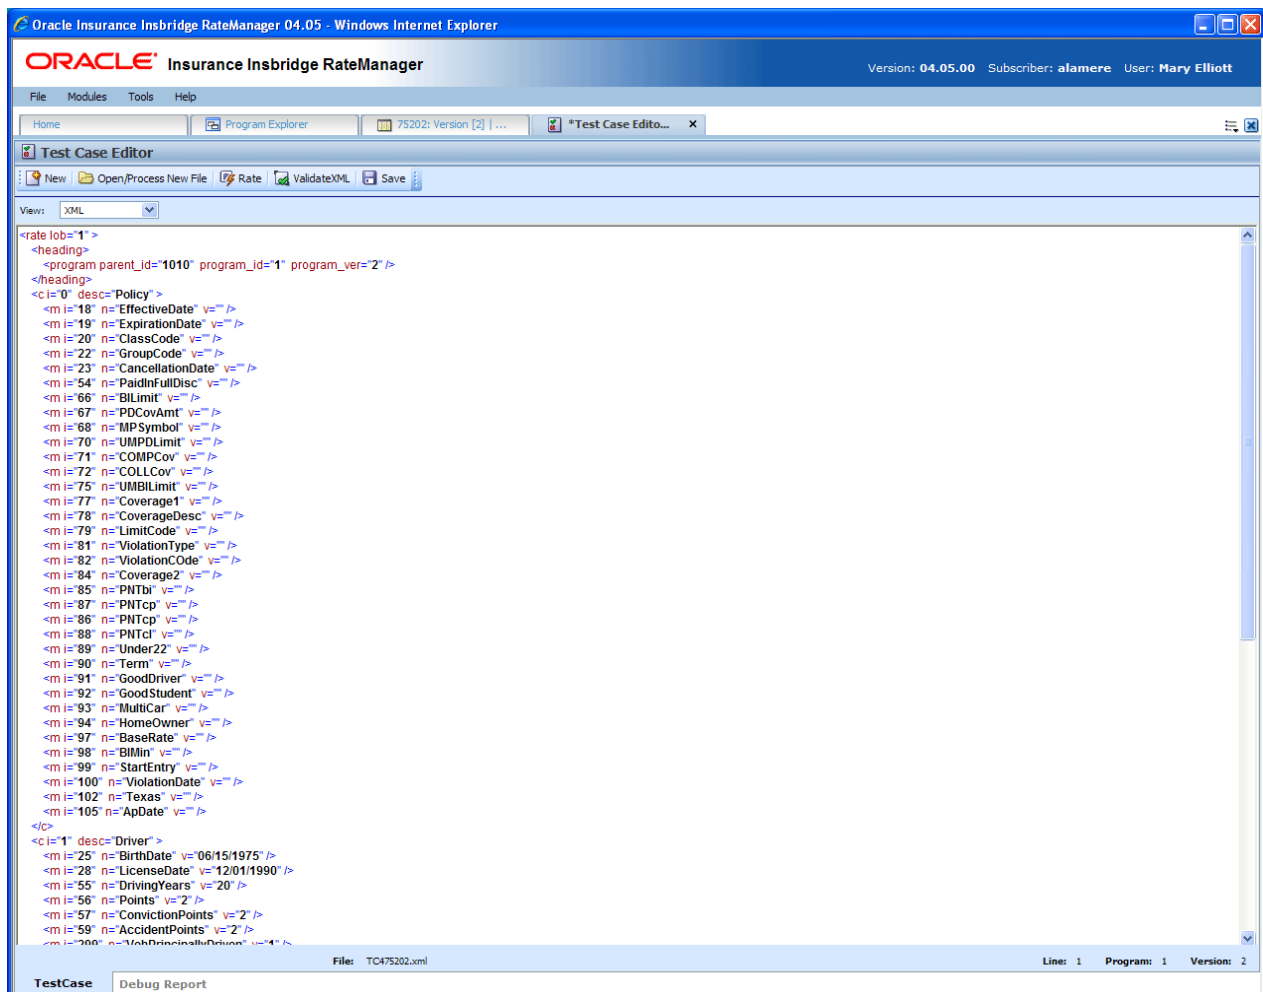 Oracle Insurance Insbridge RateManager 04.05 - Windows Internet Explorer
ORACLE Insurance Insbridge RateManager
Version: 04.05.00 Subscriber: alamere User: Mary Elliott
File Modules Tools Help
Home Program Explorer 75202: Version [2] | ... *Test Case Edito... x
Test Case Editor
New Open/Process New File Rate ValidateXML Save
View: XML
<rate lob="1" >
<heading>
<program parent_id="1010" program_id="1" program_ver="2" />
</heading>
<c i="0" desc="Policy" >
<m i="18" n="EffectiveDate" v="" />
<m i="19" n="ExpirationDate" v="" />
<m i="20" n="ClassCode" v="" />
<m i="22" n="GroupCode" v="" />
<m i="23" n="CancellationDate" v="" />
<m i="54" n="PaidInFullDisc" v="" />
<m i="66" n="BILimit" v="" />
<m i="67" n="PDCovAmt" v="" />
<m i="68" n="MPSymbol" v="" />
<m i="70" n="UMPDLimit" v="" />
<m i="71" n="COMPCov" v="" />
<m i="72" n="COLLCov" v="" />
<m i="75" n="UMBILimit" v="" />
<m i="77" n="Coverage1" v="" />
<m i="78" n="CoverageDesc" v="" />
<m i="79" n="LimitCode" v="" />
<m i="81" n="ViolationType" v="" />
<m i="82" n="ViolationCOde" v="" />
<m i="84" n="Coverage2" v="" />
<m i="85" n="PNTbi" v="" />
<m i="87" n="PNTcp" v="" />
<m i="86" n="PNTcp" v="" />
<m i="88" n="PNTcl" v="" />
<m i="89" n="Under22" v="" />
<m i="90" n="Term" v="" />
<m i="91" n="GoodDriver" v="" />
<m i="92" n="GoodStudent" v="" />
<m i="93" n="MultiCar" v="" />
<m i="94" n="HomeOwner" v="" />
<m i="97" n="BaseRate" v="" />
<m i="98" n="BIMin" v="" />
<m i="99" n="StartEntry" v="" />
<m i="100" n="ViolationDate" v="" />
<m i="102" n="Texas" v="" />
<m i="105" n="ApDate" v="" />
</c>
<c i="1" desc="Driver" >
<m i="25" n="BirthDate" v="06/15/1975" />
<m i="28" n="LicenseDate" v="12/01/1990" />
<m i="55" n="DrivingYears" v="20" />
<m i="56" n="Points" v="2" />
<m i="57" n="ConvictionPoints" v="2" />
<m i="59" n="AccidentPoints" v="2" />
<m i="299" n="VehPrincipallyDriven" v="1" />
File: TC475202.xml Line: 1 Program: 1 Version: 2
TestCase Debug Report